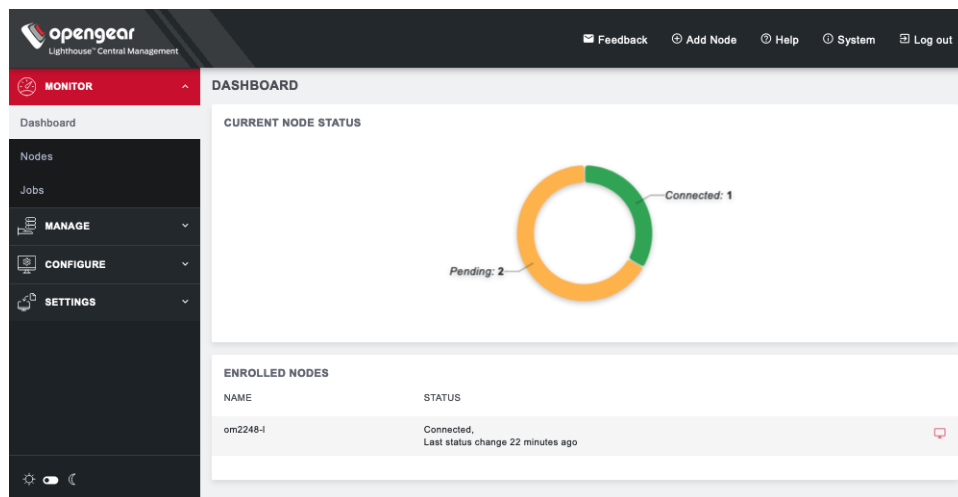 opengear
Lighthouse™ Central Management
Feedback
Add Node
Help
System
Log out
MONITOR
Dashboard
Nodes
Jobs
MANAGE
CONFIGURE
SETTINGS
DASHBOARD
CURRENT NODE STATUS
Connected: 1
Pending: 2
ENROLLED NODES
NAME STATUS
om2248-l Connected,
Last status change 22 minutes ago